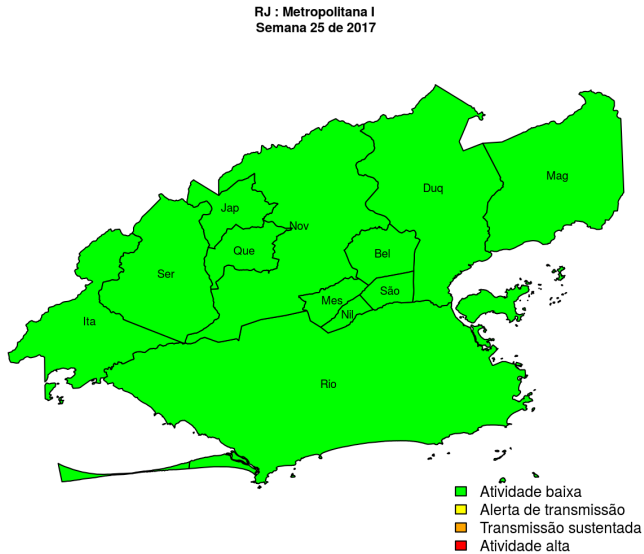 RJ : Metropolitana I
Semana 25 de 2017
Mag
Duq
Jap
Nov
Que
Bel
Ser
São
Mes
Nil
Ita
Rio
Atividade baixa
Alerta de transmissão
Transmissão sustentada
Atividade alta